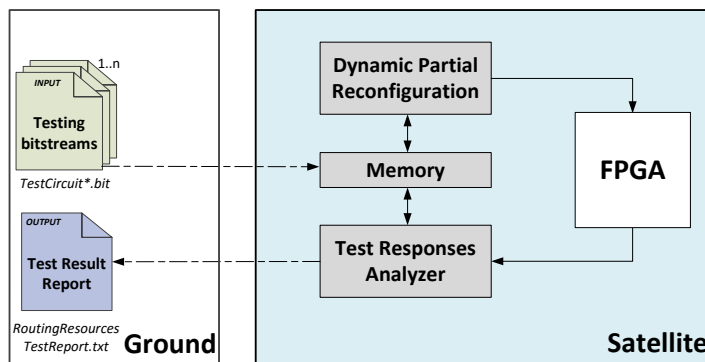 1..n
INPUT
Testing
bitstreams
TestCircuit*.bit
OUTPUT
Test Result
Report
RoutingResources
TestReport.txt
Ground
Dynamic Partial
Reconfiguration
Memory
Test Responses
Analyzer
FPGA
Satellite